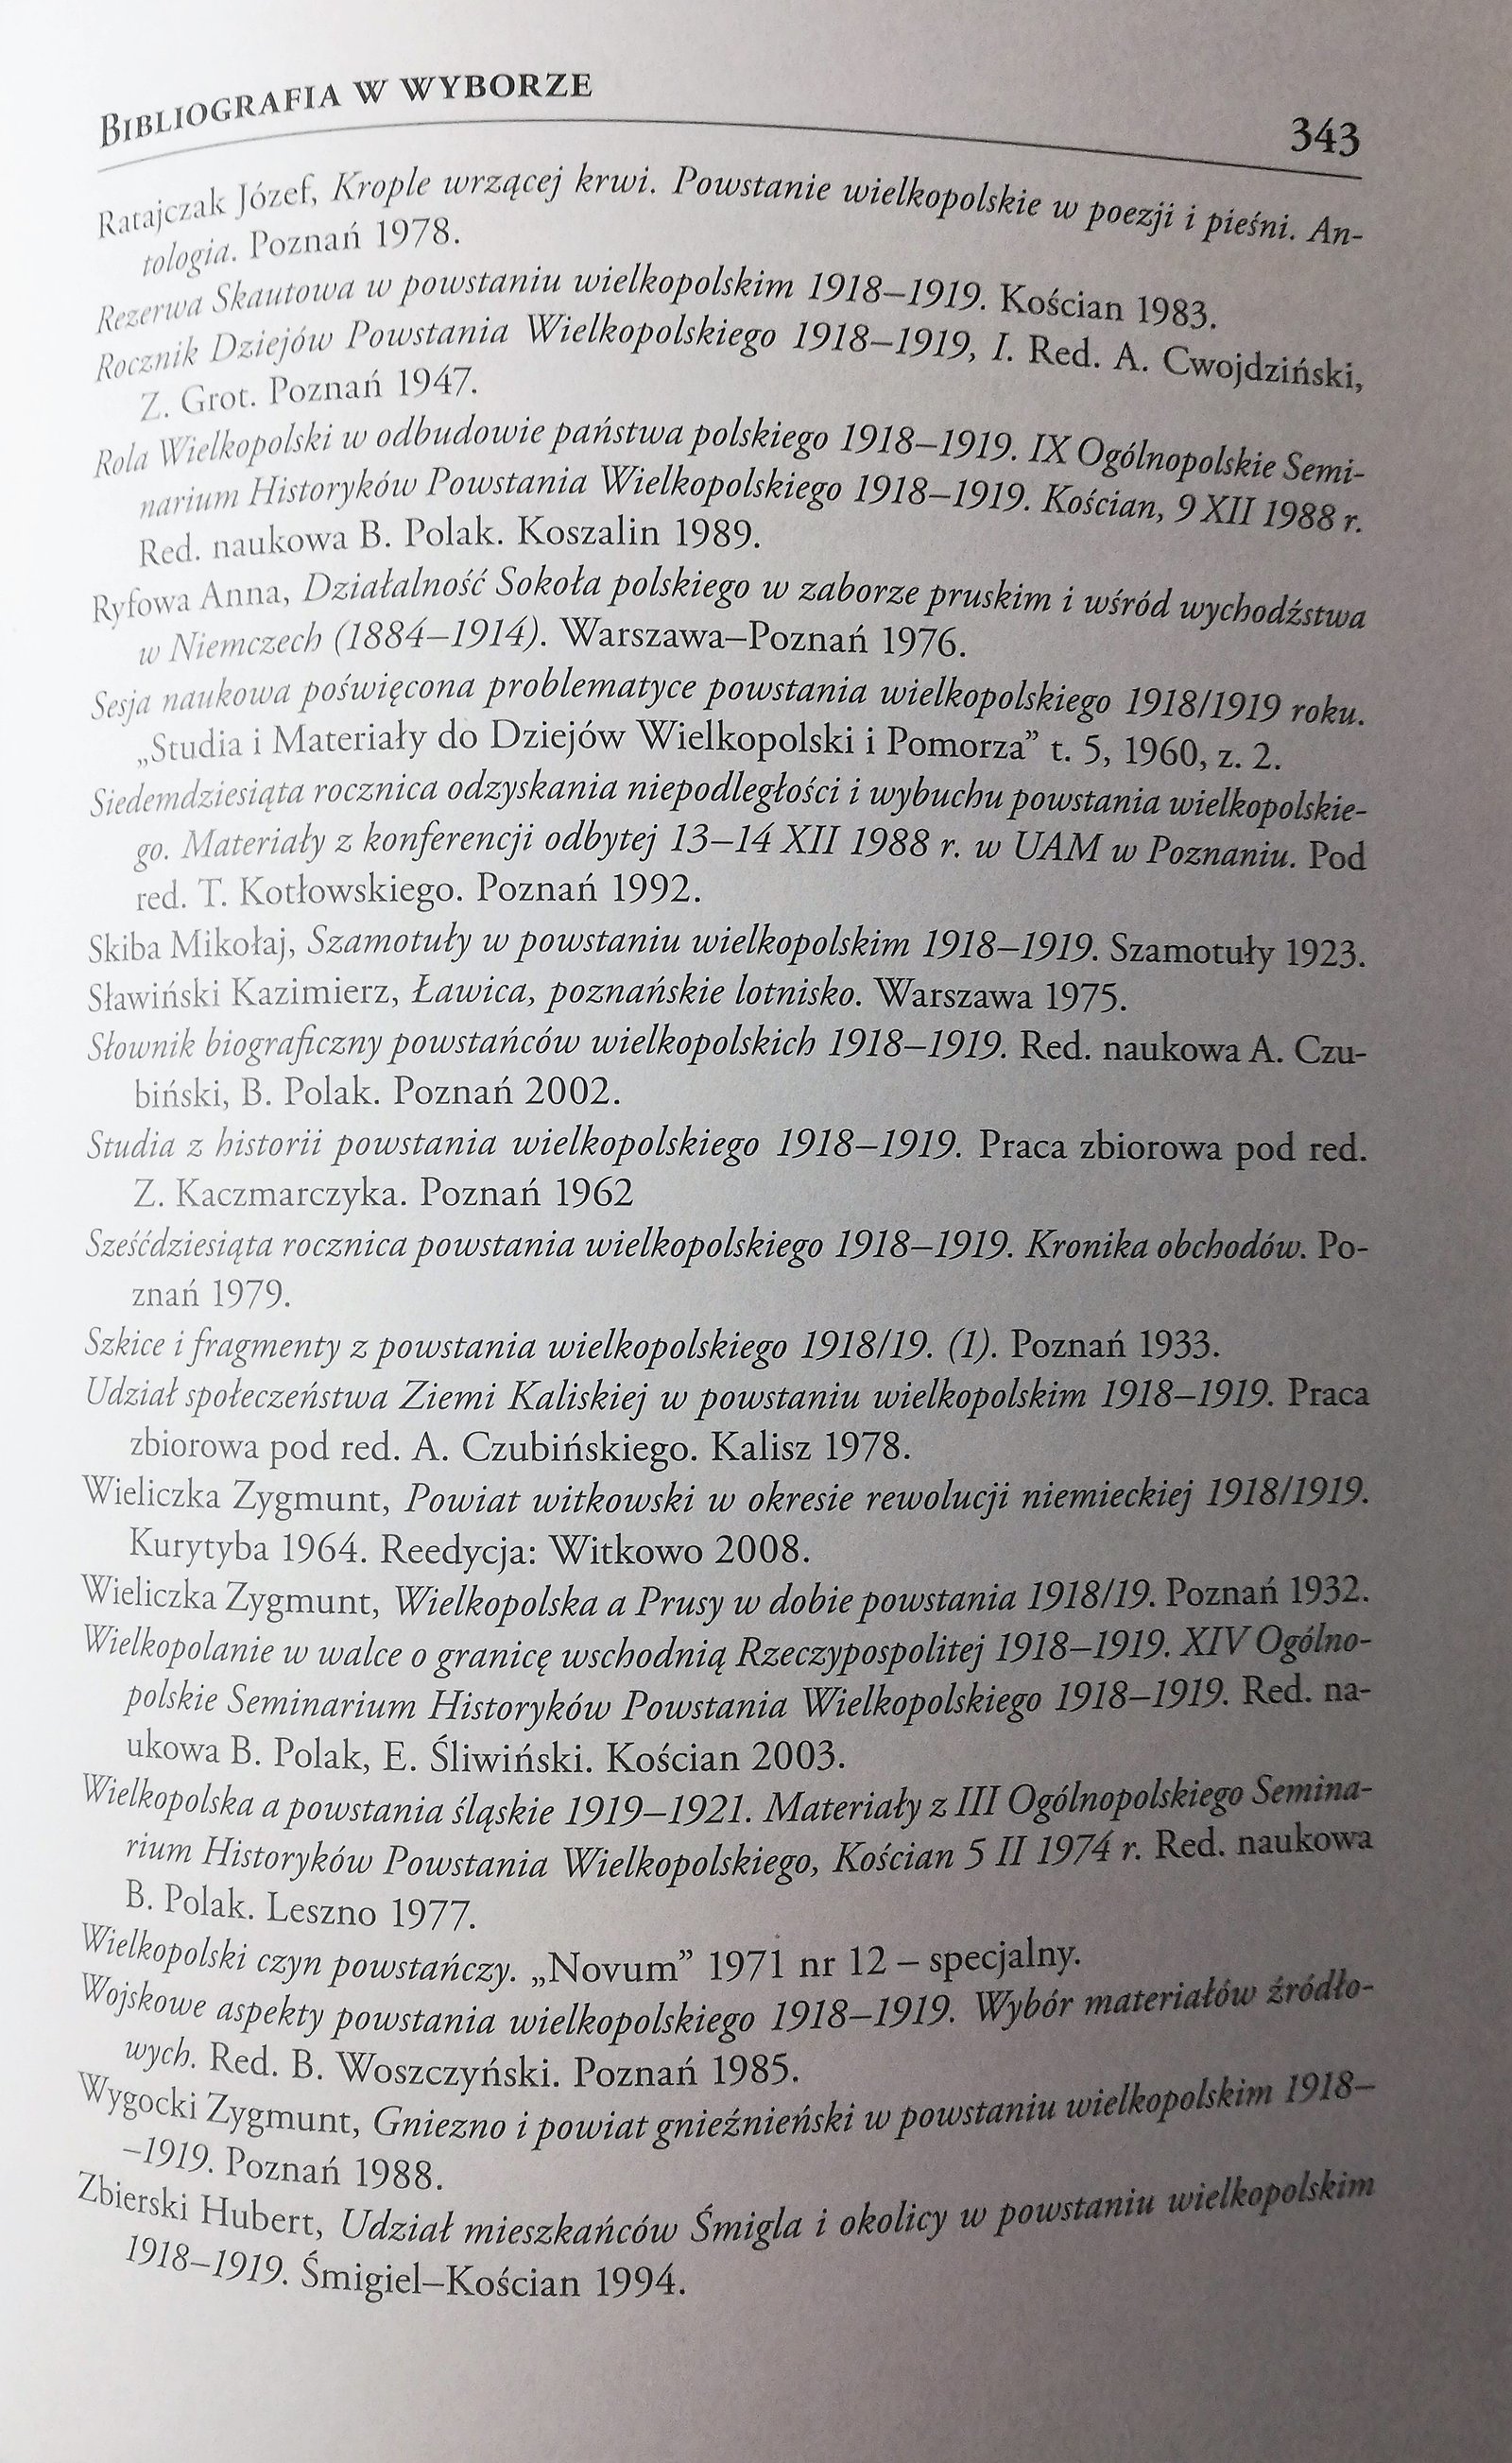 BIBLIOGRAFIA W WYBORZE
343
Ratajczak Józef, Krople wrzącej krwi. Powstanie wielkopolskie w poezji i pieśni. An-
tologia. Poznań 1978.
Rezerwa Skautowa w powstaniu wielkopolskim 1918–1919. Kościan 1983.
Rocznik Dziejów Powstania Wielkopolskiego 1918–1919, I. Red. A. Cwojdziński,
Z. Grot. Poznań 1947.
Rola Wielkopolski w odbudowie państwa polskiego 1918–1919. IX Ogólnopolskie Semi-
narium Historyków Powstania Wielkopolskiego 1918–1919. Kościan, 9 XII 1988 r.
Red. naukowa B. Polak. Koszalin 1989.
Ryfowa Anna, Działalność Sokoła polskiego w zaborze pruskim i wśród wychodźstwa
w Niemczech (1884–1914). Warszawa–Poznań 1976.
Sesja naukowa poświęcona problematyce powstania wielkopolskiego 1918/1919 roku.
„Studia i Materiały do Dziejów Wielkopolski i Pomorza” t. 5, 1960, z. 2.
Siedemdziesiąta rocznica odzyskania niepodległości i wybuchu powstania wielkopolskie-
go. Materiały z konferencji odbytej 13–14 XII 1988 r. w UAM w Poznaniu. Pod
red. T. Kotłowskiego. Poznań 1992.
Skiba Mikołaj, Szamotuły w powstaniu wielkopolskim 1918–1919. Szamotuły 1923.
Sławiński Kazimierz, Ławica, poznańskie lotnisko. Warszawa 1975.
Słownik biograficzny powstańców wielkopolskich 1918–1919. Red. naukowa A. Czu-
biński, B. Polak. Poznań 2002.
Studia z historii powstania wielkopolskiego 1918–1919. Praca zbiorowa pod red.
Z. Kaczmarczyka. Poznań 1962
Sześćdziesiąta rocznica powstania wielkopolskiego 1918–1919. Kronika obchodów. Po-
znań 1979.
Szkice i fragmenty z powstania wielkopolskiego 1918/19. (1). Poznań 1933.
Udział społeczeństwa Ziemi Kaliskiej w powstaniu wielkopolskim 1918–1919. Praca
zbiorowa pod red. A. Czubińskiego. Kalisz 1978.
Wieliczka Zygmunt, Powiat witkowski w okresie rewolucji niemieckiej 1918/1919.
Kurytyba 1964. Reedycja: Witkowo 2008.
Wieliczka Zygmunt, Wielkopolska a Prusy w dobie powstania 1918/19. Poznań 1932.
Wielkopolanie w walce o granicę wschodnią Rzeczypospolitej 1918–1919. XIV Ogólno-
polskie Seminarium Historyków Powstania Wielkopolskiego 1918–1919. Red. na-
ukowa B. Polak, E. Śliwiński. Kościan 2003.
Wielkopolska a powstania śląskie 1919–1921. Materiały z III Ogólnopolskiego Semina-
rium Historyków Powstania Wielkopolskiego, Kościan 5 II 1974 r. Red. naukowa
B. Polak. Leszno 1977.
Wielkopolski czyn powstańczy. „Novum” 1971 nr 12 – specjalny.
Wojskowe aspekty powstania wielkopolskiego 1918–1919. Wybór materiałów źródło-
wych. Red. B. Woszczyński. Poznań 1985.
Wygocki Zygmunt, Gniezno i powiat gnieźnieński w powstaniu wielkopolskim 1918–
–1919. Poznań 1988.
Zbierski Hubert, Udział mieszkańców Śmigla i okolicy w powstaniu wielkopolskim
1918–1919. Śmigiel–Kościan 1994.